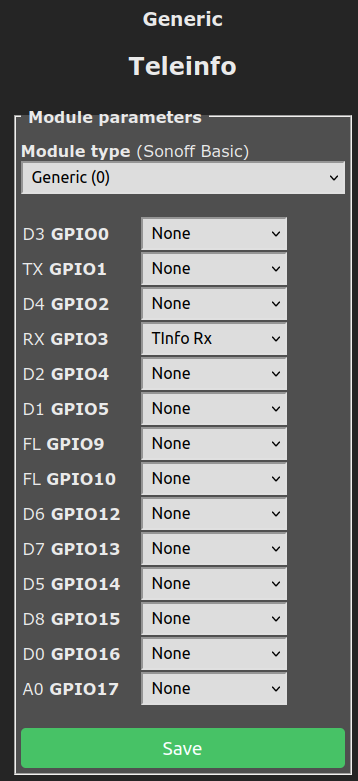 Generic
Teleinfo
Module parameters
Module type (Sonoff Basic)
Generic (0)
D3 GPIO0 None
TX GPIO1 None
D4 GPIO2 None
RX GPIO3 TInfo Rx
D2 GPIO4 None
D1 GPIO5 None
FL GPIO9 None
FL GPIO10 None
D6 GPIO12 None
D7 GPIO13 None
D5 GPIO14 None
D8 GPIO15 None
D0 GPIO16 None
A0 GPIO17 None
Save